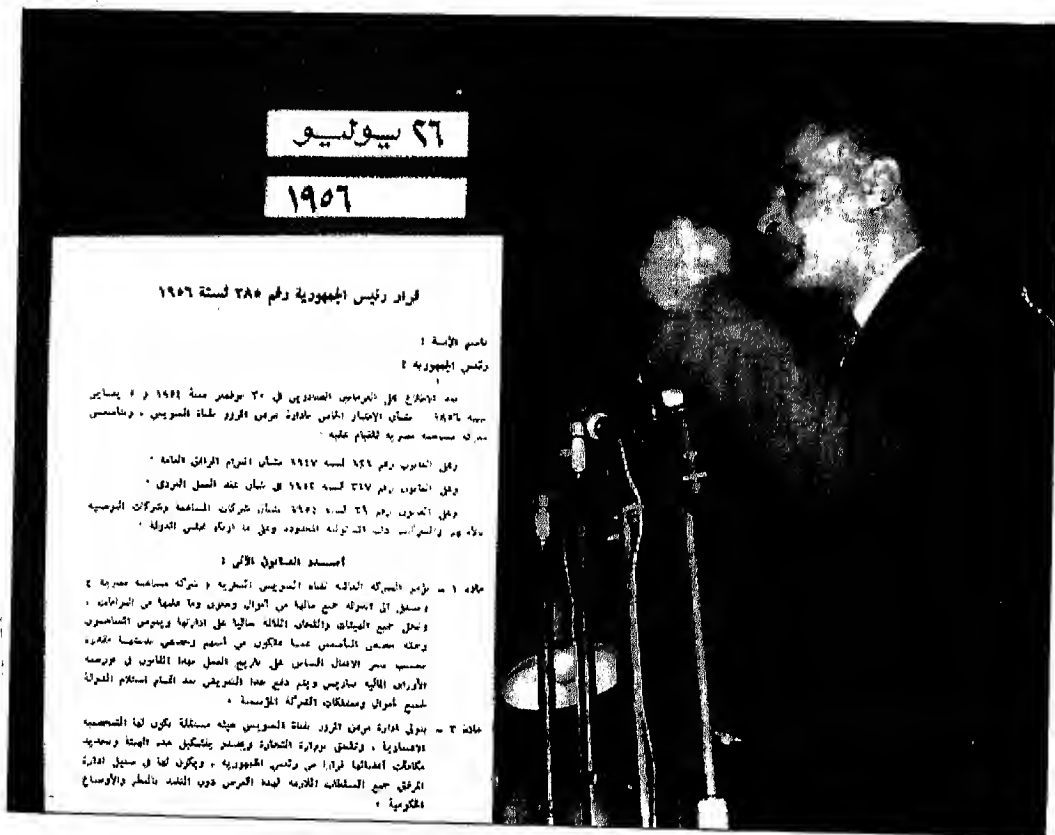 ٢٦ يوليو
١٩٥٦
قرار رئيس الجمهورية رقم ٢٨٥ لسنة ١٩٥٦
باسم الأمة :
رئيس الجمهورية :
بعد الاطلاع على الفرمانين الصادرين في ٣٠ نوفمبر سنة ١٨٥٤ و ٥ يناير
سنة ١٨٥٦ بشأن الامتياز الخاص بادارة مرفق المرور بقناة السويس ، وبتأسيس
شركة مساهمة مصرية للقيام عليه ٠
وعلى القانون رقم ١٢٩ لسنة ١٩٤٧ بشأن التزام المرافق العامة ٠
وعلى القانون رقم ٣١٧ لسنة ١٩٥٢ في شأن عقد العمل الفردى ٠
وعلى القانون رقم ٢٦ لسنة ١٩٥٤ بشأن شركات المساهمة وشركات التوصية
بالأسهم والشركات ذات المسئولية المحدودة وعلى ما ارتآه مجلس الدولة ٠
أصدر القانون الآتى :
مادة ١ ـ تؤمم الشركة العالمية لقناة السويس البحرية ( شركة مساهمة مصرية )
وينتقل الى الدولة جميع مالها من أموال وحقوق وما عليها من التزامات ،
وتحل جميع الهيئات واللجان القائمة حاليا على ادارتها ويعوض المساهمون
وحملة حصص التأسيس عما يملكون من أسهم وحصص بقيمتها مقدرة
بحسب سعر الاقفال السابق على تاريخ العمل بهذا القانون في بورصة
الأوراق المالية بباريس ويتم دفع هذا التعويض بعد اتمام استلام الدولة
لجميع أموال وممتلكات الشركة المؤممة ٠
مادة ٢ ـ يتولى ادارة مرفق المرور بقناة السويس هيئة مستقلة يكون لها الشخصية
الاعتبارية ، وتلحق بوزارة التجارة ويصدر بتشكيل هذه الهيئة وتحديد
مكافآت أعضائها قرار من رئيس الجمهورية ، ويكون لها في سبيل ادارة
المرفق جميع السلطات اللازمة لهذا الغرض دون التقيد بالنظم والأوضاع
الحكومية ٠